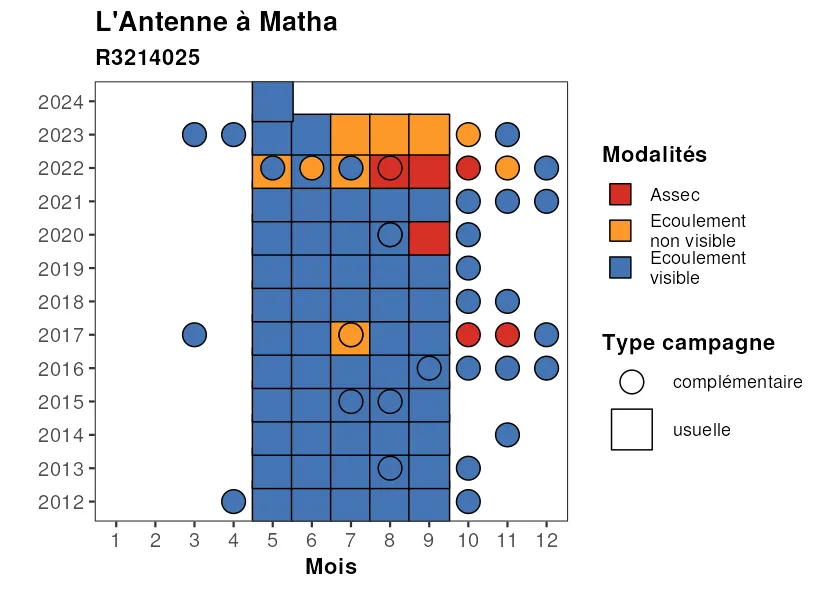 L'Antenne à Matha
R3214025
2024
2023
2022
2021
2020
2019
2018
2017
2016
2015
2014
2013
2012
1 2 3 4 5 6 7 8 9 10 11 12
Mois
Modalités
Assec
Ecoulement
non visible
Ecoulement
visible
Type campagne
complémentaire
usuelle